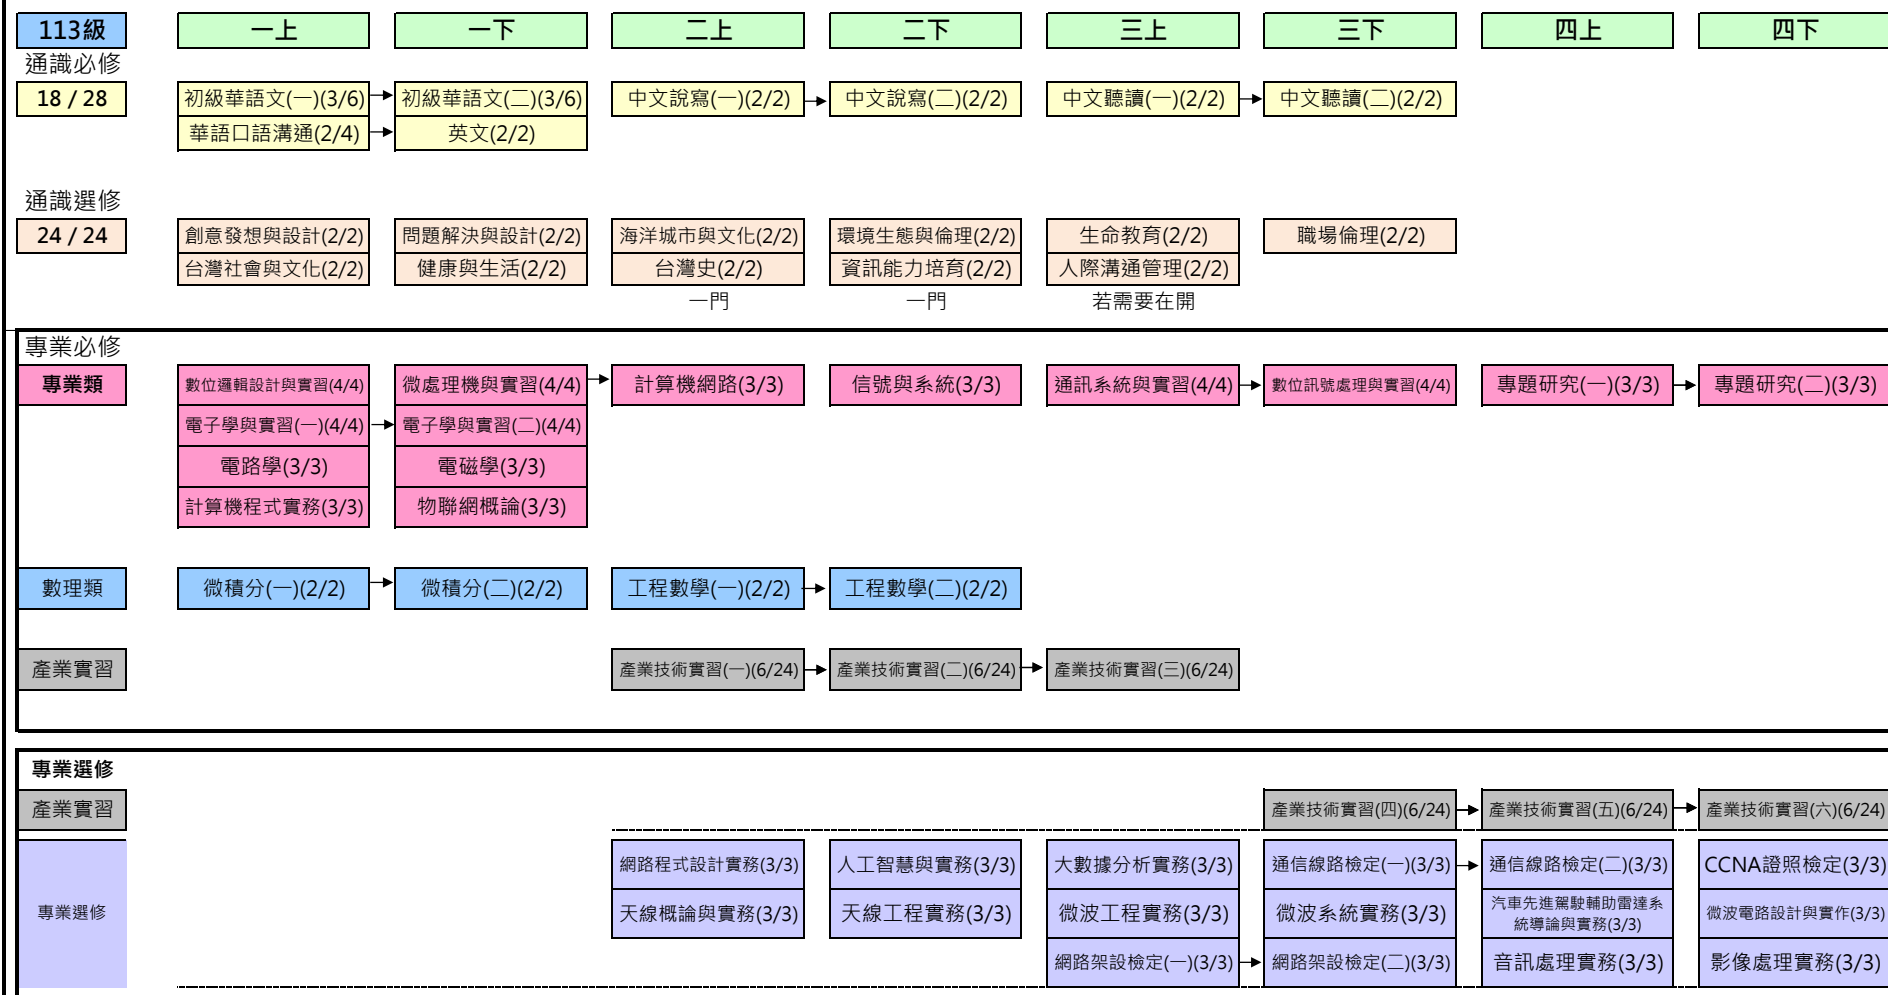 113級 一上 一下 二上 二下 三上 三下 四上 四下
通識必修
18 / 28 初級華語文(一)(3/6) 初級華語文(二)(3/6) 中文說寫(一)(2/2) 中文說寫(二)(2/2) 中文聽讀(一)(2/2) 中文聽讀(二)(2/2)
華語口語溝通(2/4) 英文(2/2)
通識選修
24 / 24 創意發想與設計(2/2) 問題解決與設計(2/2) 海洋城市與文化(2/2) 環境生態與倫理(2/2) 生命教育(2/2) 職場倫理(2/2)
台灣社會與文化(2/2) 健康與生活(2/2) 台灣史(2/2) 資訊能力培育(2/2) 人際溝通管理(2/2)
一門 一門 若需要在開
專業必修
專業類 數位邏輯設計與實習(4/4) 微處理機與實習(4/4) 計算機網路(3/3) 信號與系統(3/3) 通訊系統與實習(4/4) 數位訊號處理與實習(4/4) 專題研究(一)(3/3) 專題研究(二)(3/3)
電子學與實習(一)(4/4) 電子學與實習(二)(4/4)
電路學(3/3) 電磁學(3/3)
計算機程式實務(3/3) 物聯網概論(3/3)
數理類 微積分(一)(2/2) 微積分(二)(2/2) 工程數學(一)(2/2) 工程數學(二)(2/2)
產業實習 產業技術實習(一)(6/24) 產業技術實習(二)(6/24) 產業技術實習(三)(6/24)
專業選修
產業實習 產業技術實習(四)(6/24) 產業技術實習(五)(6/24) 產業技術實習(六)(6/24)
網路程式設計實務(3/3) 人工智慧與實務(3/3) 大數據分析實務(3/3) 通信線路檢定(一)(3/3) 通信線路檢定(二)(3/3) CCNA證照檢定(3/3)
專業選修 天線概論與實務(3/3) 天線工程實務(3/3) 微波工程實務(3/3) 微波系統實務(3/3) 汽車先進駕駛輔助雷達系
統導論與實務(3/3) 微波電路設計與實作(3/3)
網路架設檢定(一)(3/3) 網路架設檢定(二)(3/3) 音訊處理實務(3/3) 影像處理實務(3/3)